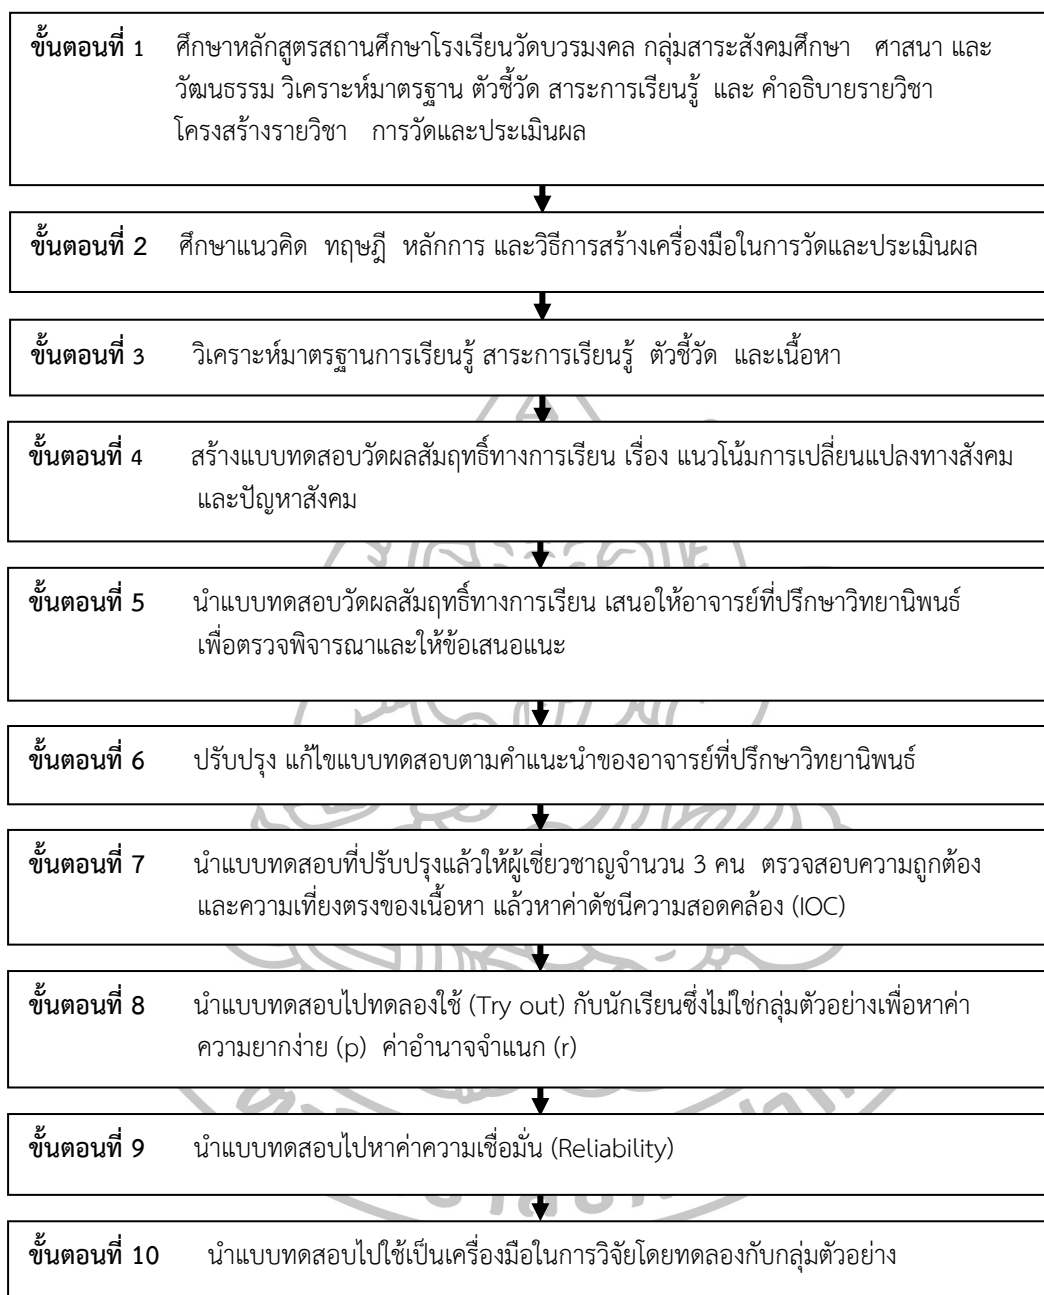 ขั้นตอนที่ 1 ศึกษาหลักสูตรสถานศึกษาโรงเรียนวัดบวรมงคล กลุ่มสาระสังคมศึกษา ศาสนา และ
วัฒนธรรม วิเคราะห์มาตรฐาน ตัวชี้วัด สาระการเรียนรู้ และ คำอธิบายรายวิชา
โครงสร้างรายวิชา การวัดและประเมินผล
ขั้นตอนที่ 2 ศึกษาแนวคิด ทฤษฎี หลักการ และวิธีการสร้างเครื่องมือในการวัดและประเมินผล
ขั้นตอนที่ 3 วิเคราะห์มาตรฐานการเรียนรู้ สาระการเรียนรู้ ตัวชี้วัด และเนื้อหา
ขั้นตอนที่ 4 สร้างแบบทดสอบวัดผลสัมฤทธิ์ทางการเรียน เรื่อง แนวโน้มการเปลี่ยนแปลงทางสังคม
และปัญหาสังคม
ขั้นตอนที่ 5 นำแบบทดสอบวัดผลสัมฤทธิ์ทางการเรียน เสนอให้อาจารย์ที่ปรึกษาวิทยานิพนธ์
เพื่อตรวจพิจารณาและให้ข้อเสนอแนะ
ขั้นตอนที่ 6 ปรับปรุง แก้ไขแบบทดสอบตามคำแนะนำของอาจารย์ที่ปรึกษาวิทยานิพนธ์
ขั้นตอนที่ 7 นำแบบทดสอบที่ปรับปรุงแล้วให้ผู้เชี่ยวชาญจำนวน 3 คน ตรวจสอบความถูกต้อง
และความเที่ยงตรงของเนื้อหา แล้วหาค่าดัชนีความสอดคล้อง (IOC)
ขั้นตอนที่ 8 นำแบบทดสอบไปทดลองใช้ (Try out) กับนักเรียนซึ่งไม่ใช่กลุ่มตัวอย่างเพื่อหาค่า
ความยากง่าย (p) ค่าอำนาจจำแนก (r)
ขั้นตอนที่ 9 นำแบบทดสอบไปหาค่าความเชื่อมั่น (Reliability)
ขั้นตอนที่ 10 นำแบบทดสอบไปใช้เป็นเครื่องมือในการวิจัยโดยทดลองกับกลุ่มตัวอย่าง